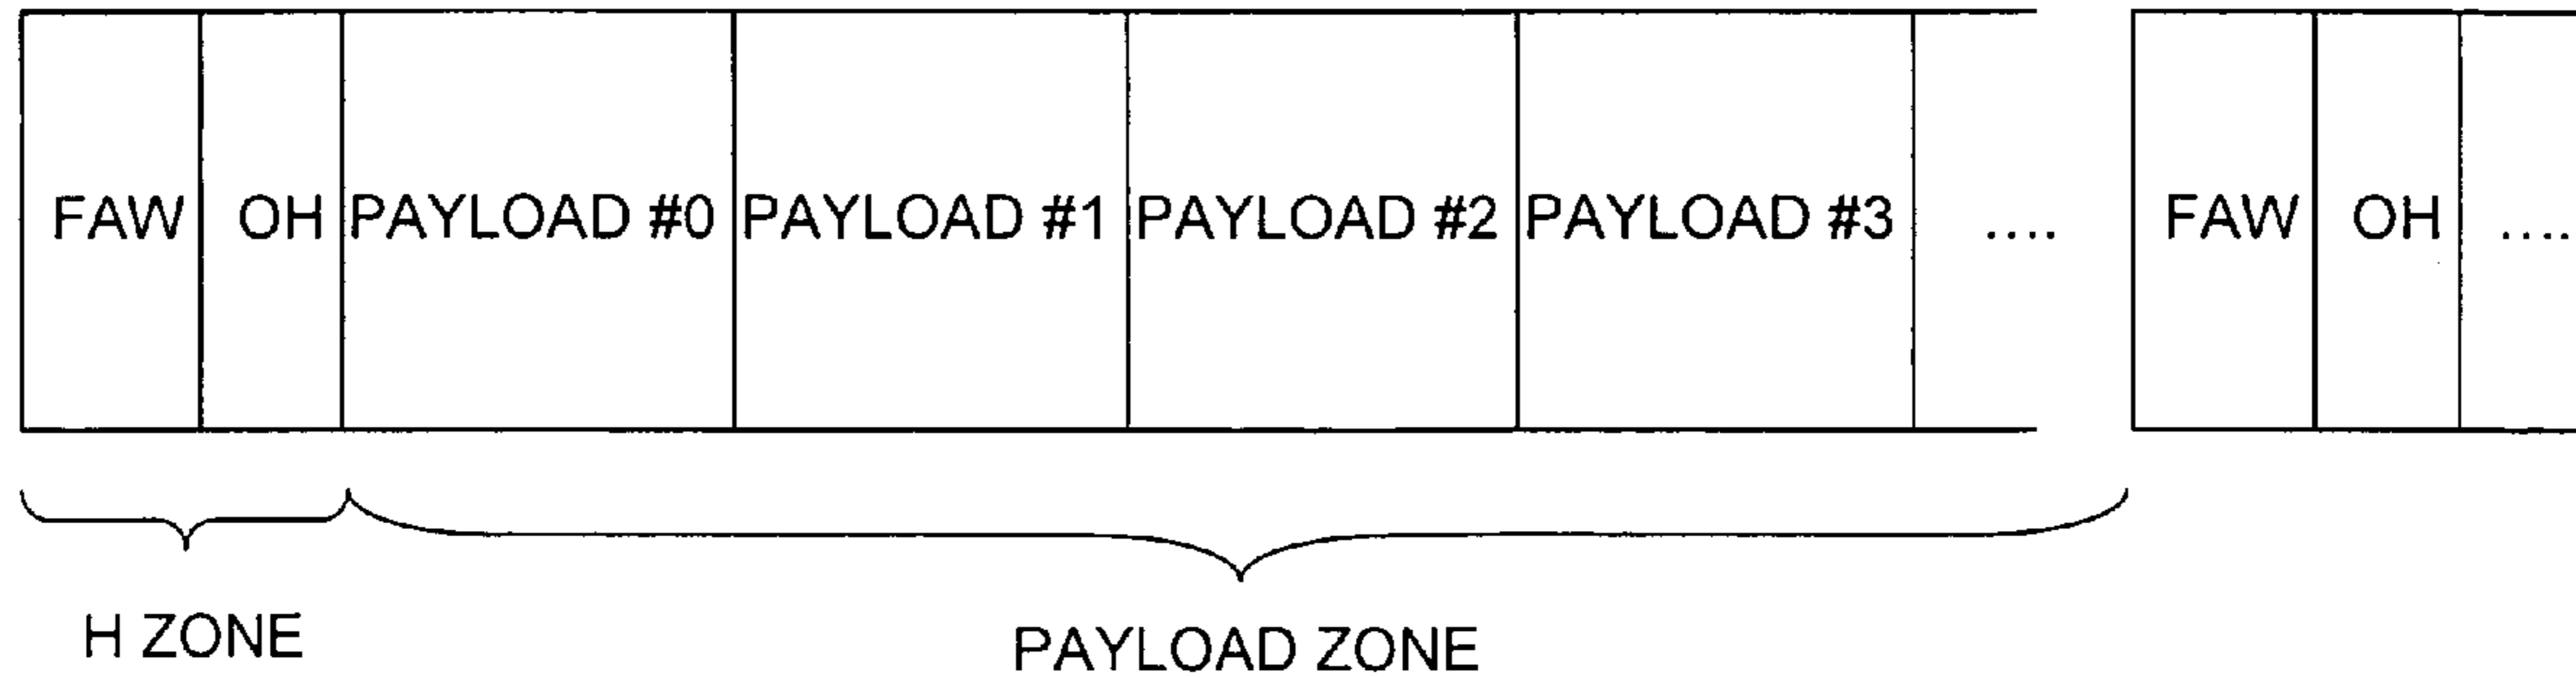 FAW OH PAYLOAD #0 PAYLOAD #1 PAYLOAD #2 PAYLOAD #3 .... FAW OH ....
H ZONE
PAYLOAD ZONE